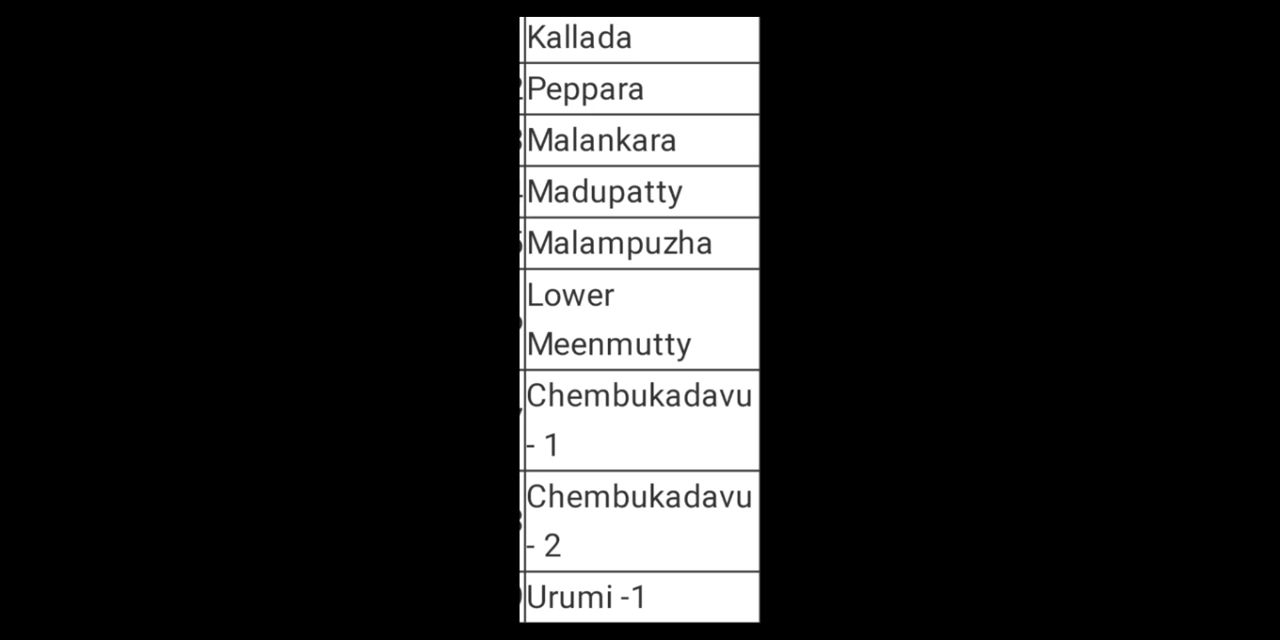 Kallada
Peppara
Malankara
Madupatty
Malampuzha
Lower
Meenmutty
Chembukadavu
- 1
Chembukadavu
- 2
Urumi -1